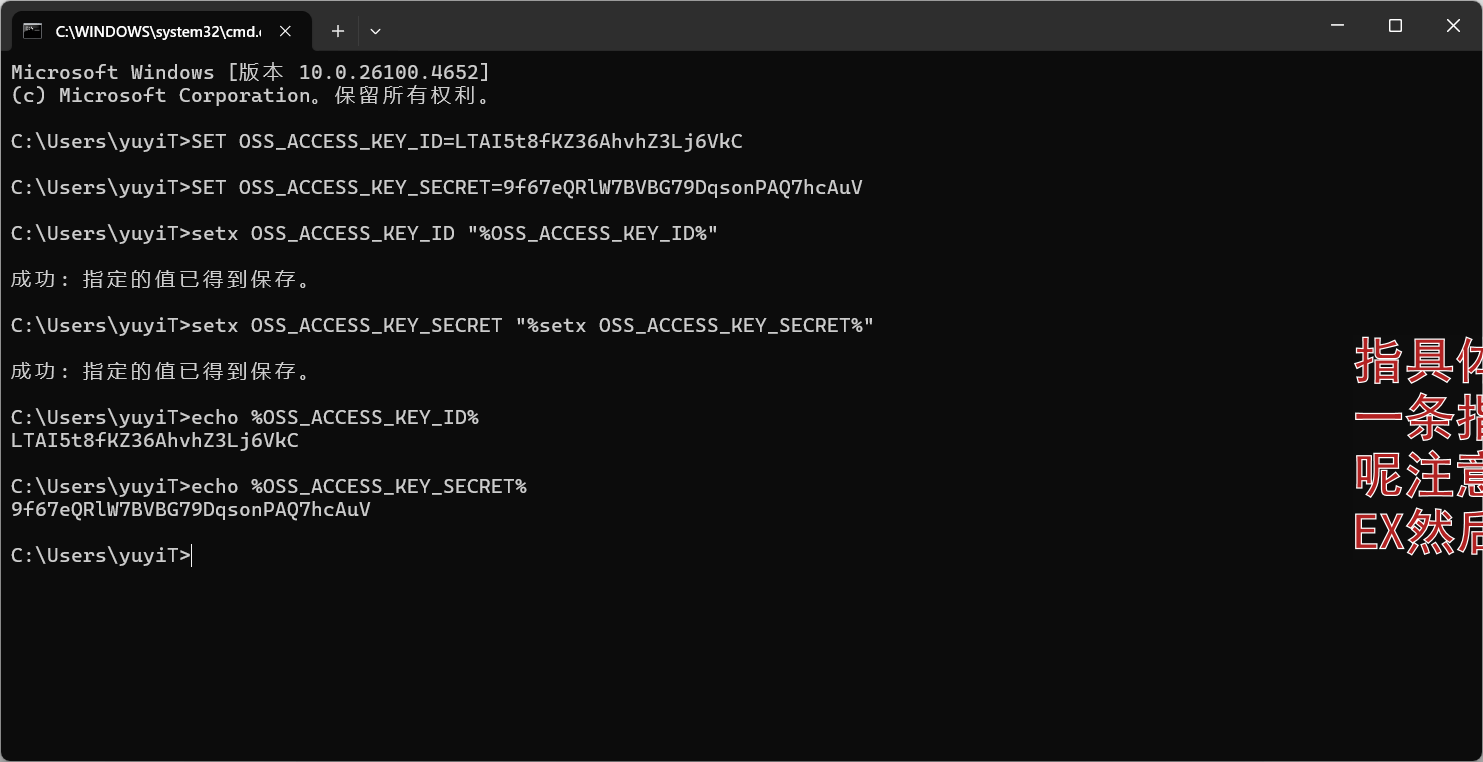 C:\WINDOWS\system32\cmd.
Microsoft Windows [版本 10.0.26100.4652]
(c) Microsoft Corporation。保留所有权利。
C:\Users\yuyiT>SET OSS_ACCESS_KEY_ID=LTAI5t8fKZ36AhvhZ3Lj6VkC
C:\Users\yuyiT>SET OSS_ACCESS_KEY_SECRET=9f67eQRlW7BVBG79DqsonPAQ7hcAuV
C:\Users\yuyiT>setx OSS_ACCESS_KEY_ID "%OSS_ACCESS_KEY_ID%"
成功: 指定的值已得到保存。
C:\Users\yuyiT>setx OSS_ACCESS_KEY_SECRET "%setx OSS_ACCESS_KEY_SECRET%"
成功: 指定的值已得到保存。
C:\Users\yuyiT>echo %OSS_ACCESS_KEY_ID%
LTAI5t8fKZ36AhvhZ3Lj6VkC
C:\Users\yuyiT>echo %OSS_ACCESS_KEY_SECRET%
9f67eQRlW7BVBG79DqsonPAQ7hcAuV
C:\Users\yuyiT>
指具体
一条指
呢注意
EX然后